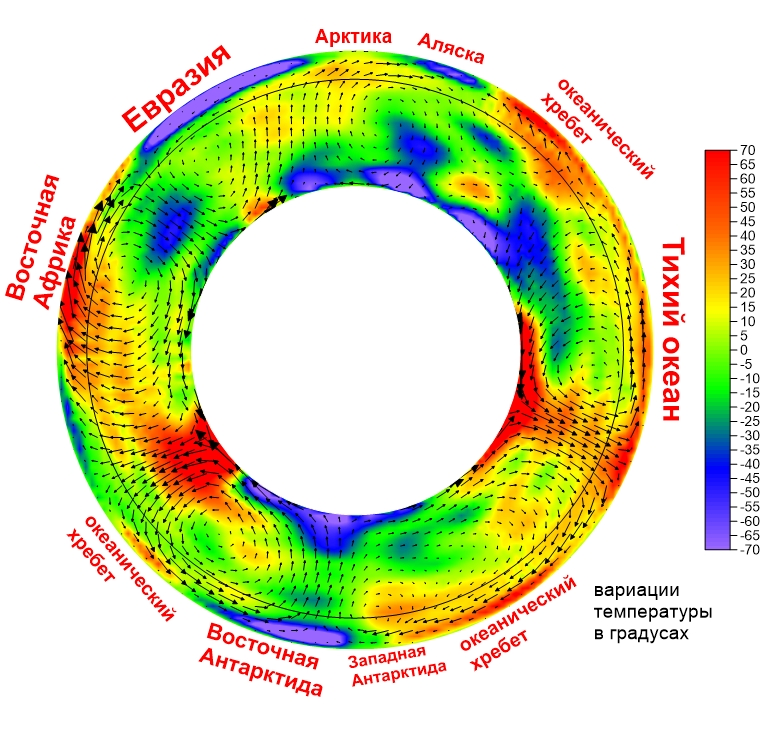 Арктика
Аляска
Евразия
океанический
хребет
Восточная
Африка
Тихий океан
70
65
60
55
50
45
40
35
30
25
20
15
10
5
0
-5
-10
-15
-20
-25
-30
-35
-40
-45
-50
-55
-60
-65
-70
океанический
хребет
океанический
хребет
Восточная
Антарктида
Западная
Антарктида
вариации
температуры
в градусах